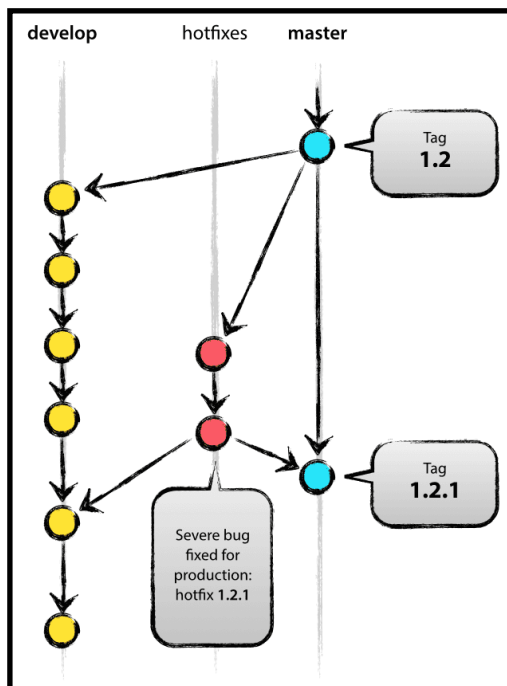 develop
hotfixes
master
Tag
1.2
Tag
1.2.1
Severe bug
fixed for
production:
hotfix 1.2.1